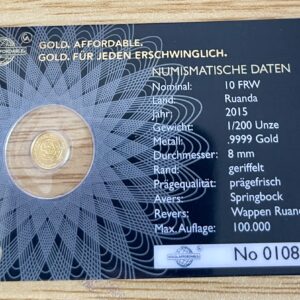 GOLD. AFFORDABLE.
GOLD. FÜR JEDEN ERSCHWINGLICH.
NUMISMATISCHE DATEN
Nominal: 10 FRW
Land: Ruanda
Jahr: 2015
Gewicht: 1/200 Unze
Metall: .9999 Gold
Durchmesser: 8 mm
Rand: geriffelt
Prägequalität: prägefrisch
Avers: Springbock
Revers: Wappen Ruan
Max. Auflage: 100.000
No 0108